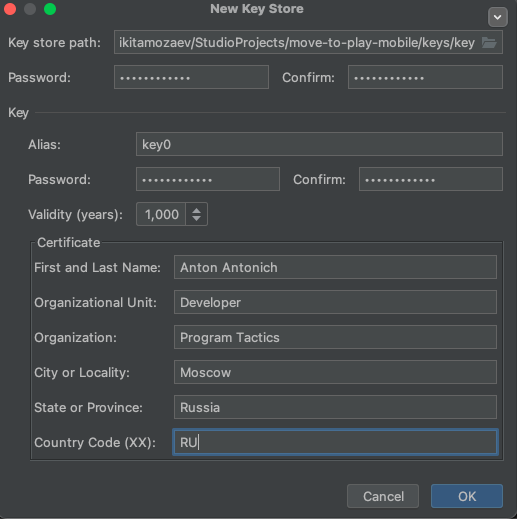 New Key Store
Key store path: ikitamozaev/StudioProjects/move-to-play-mobile/keys/key
Password: •••••••••••• Confirm: ••••••••••••
Key
Alias: key0
Password: •••••••••••• Confirm: ••••••••••••
Validity (years): 1,000
Certificate
First and Last Name: Anton Antonich
Organizational Unit: Developer
Organization: Program Tactics
City or Locality: Moscow
State or Province: Russia
Country Code (XX): RU
Cancel OK